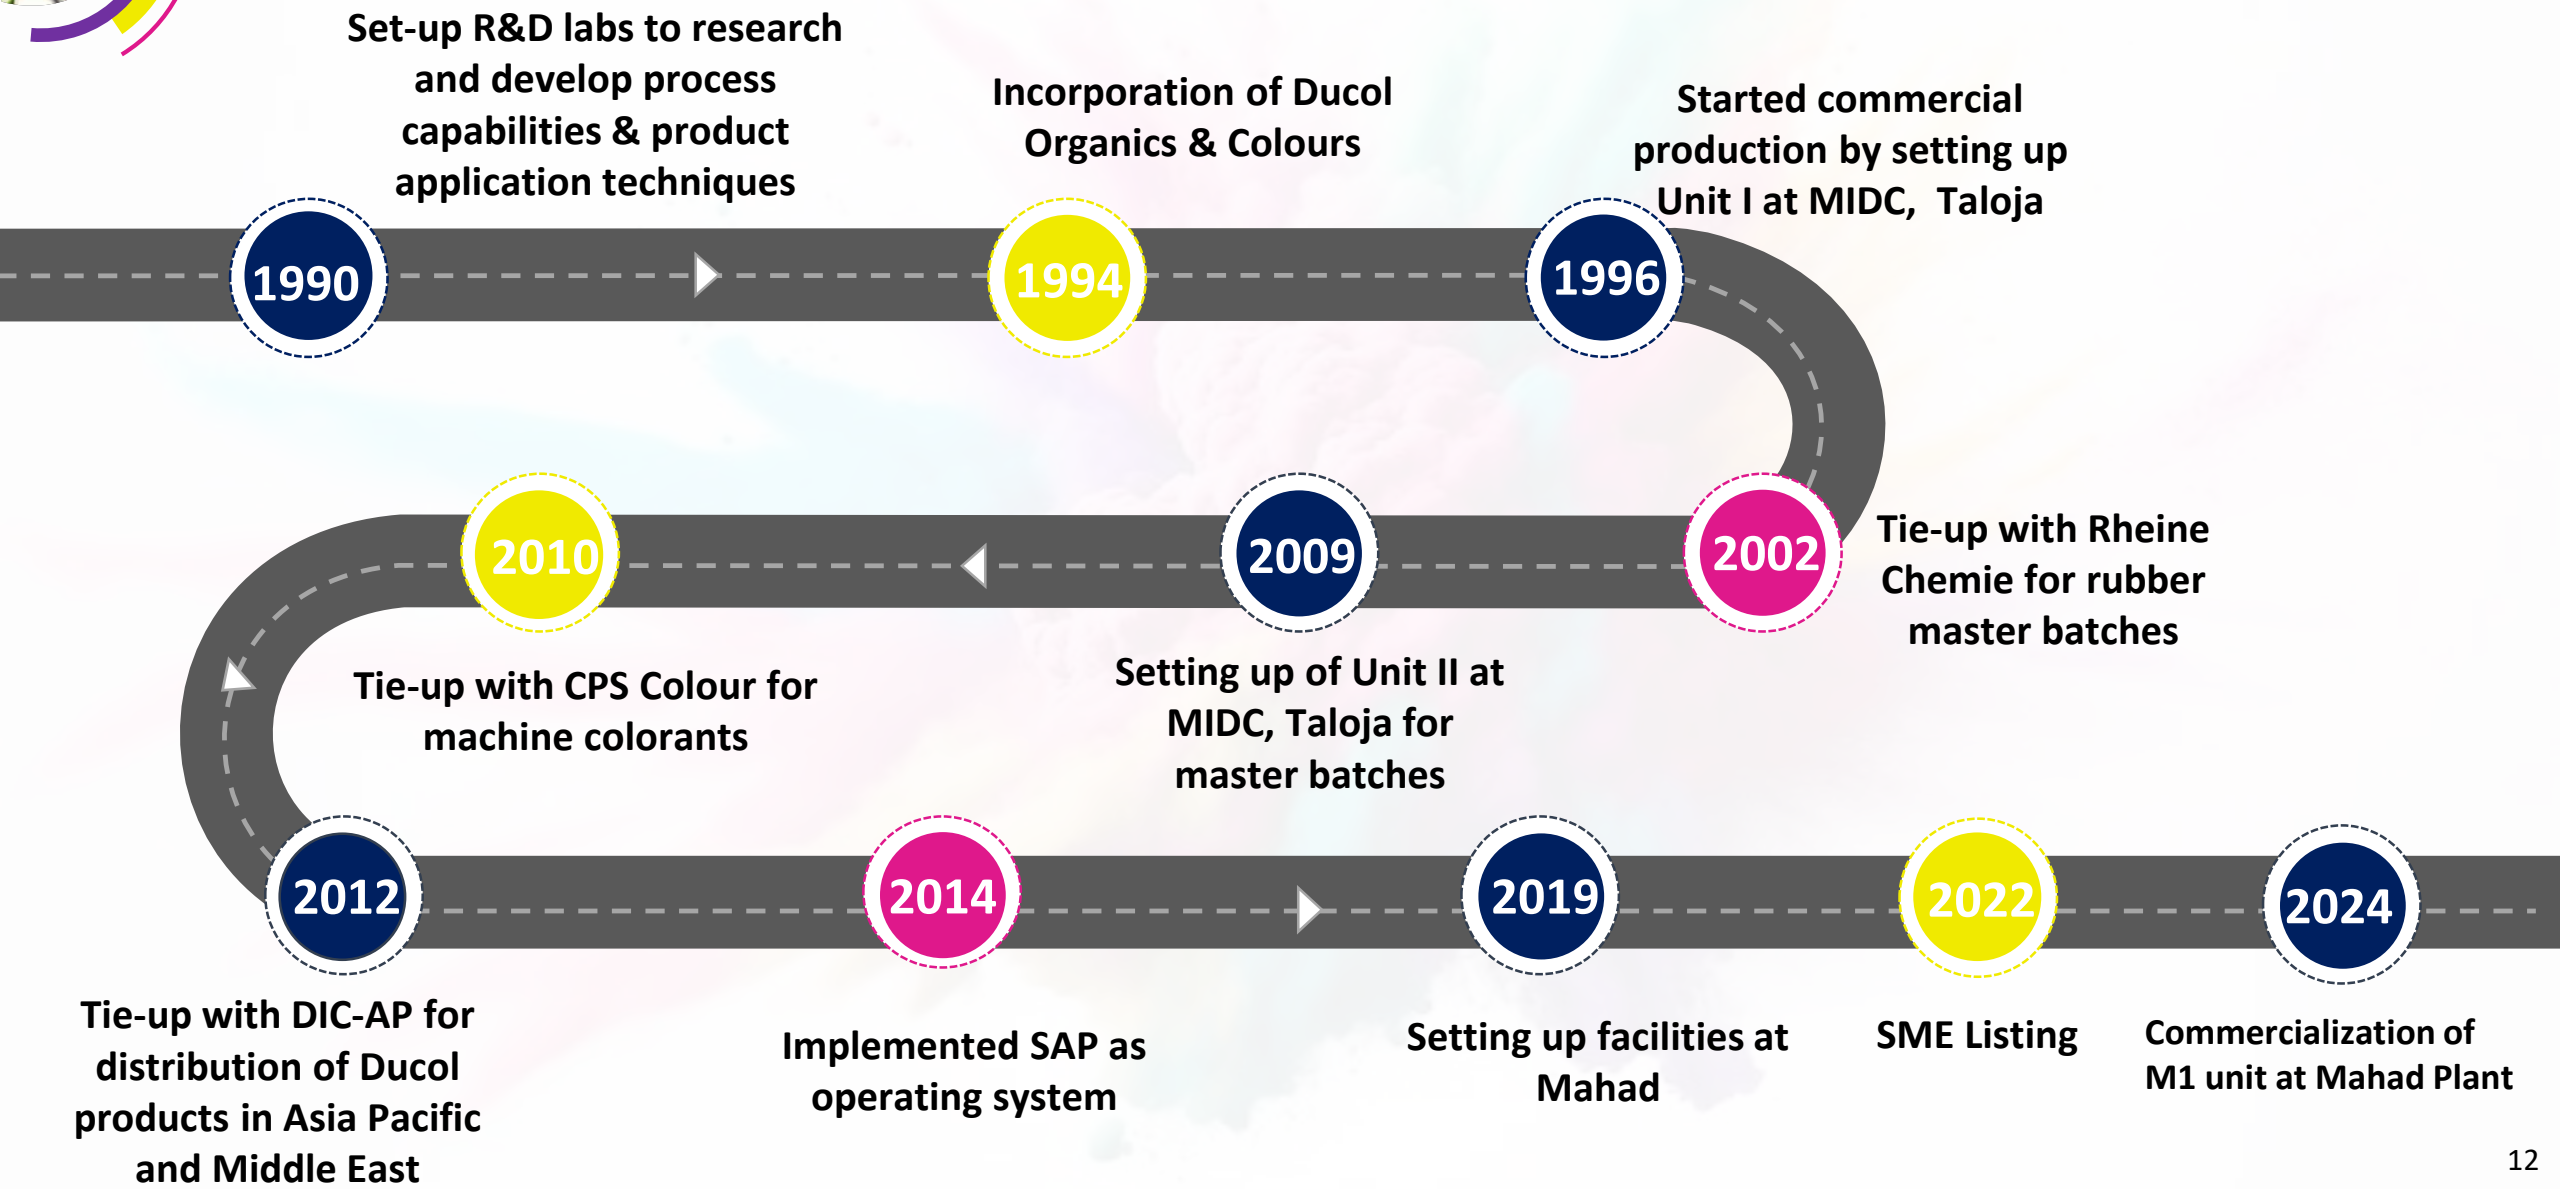 Set-up R&D labs to research
and develop process
capabilities & product
application techniques
1990
Incorporation of Ducol
Organics & Colours
1994
Started commercial
production by setting up
Unit I at MIDC,  Taloja
1996
2002
Tie-up with Rheine
Chemie for rubber
master batches
2009
Setting up of Unit II at
MIDC, Taloja for
master batches
2010
Tie-up with CPS Colour for
machine colorants
2012
Tie-up with DIC-AP for
distribution of Ducol
products in Asia Pacific
and Middle East
2014
Implemented SAP as
operating system
2019
Setting up facilities at
Mahad
2022
SME Listing
2024
Commercialization of
M1 unit at Mahad Plant
12